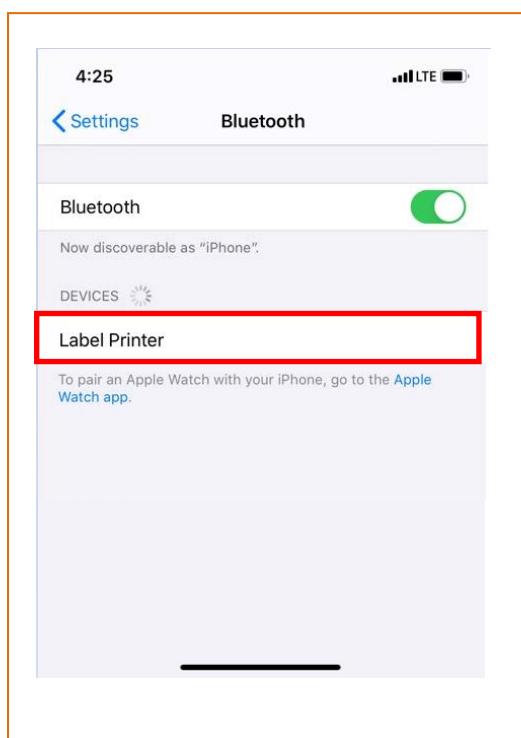 4:25
LTE
Settings
Bluetooth
Bluetooth
Now discoverable as “iPhone”.
DEVICES
Label Printer
To pair an Apple Watch with your iPhone, go to the Apple
Watch app.